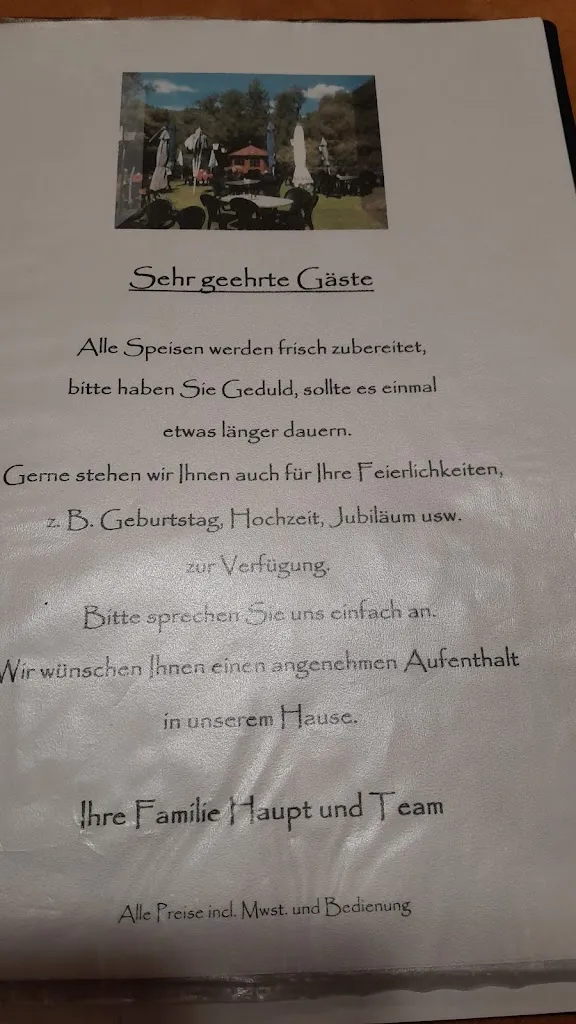 Sehr geehrte Gäste
Alle Speisen werden frisch zubereitet,
bitte haben Sie Geduld, sollte es einmal
etwas länger dauern.
Gerne stehen wir Ihnen auch für Ihre Feierlichkeiten,
z. B. Geburtstag, Hochzeit, Jubiläum usw.
zur Verfügung.
Bitte sprechen Sie uns einfach an.
Wir wünschen Ihnen einen angenehmen Aufenthalt
in unserem Hause.
Ihre Familie Haupt und Team
Alle Preise incl. Mwst. und Bedienung